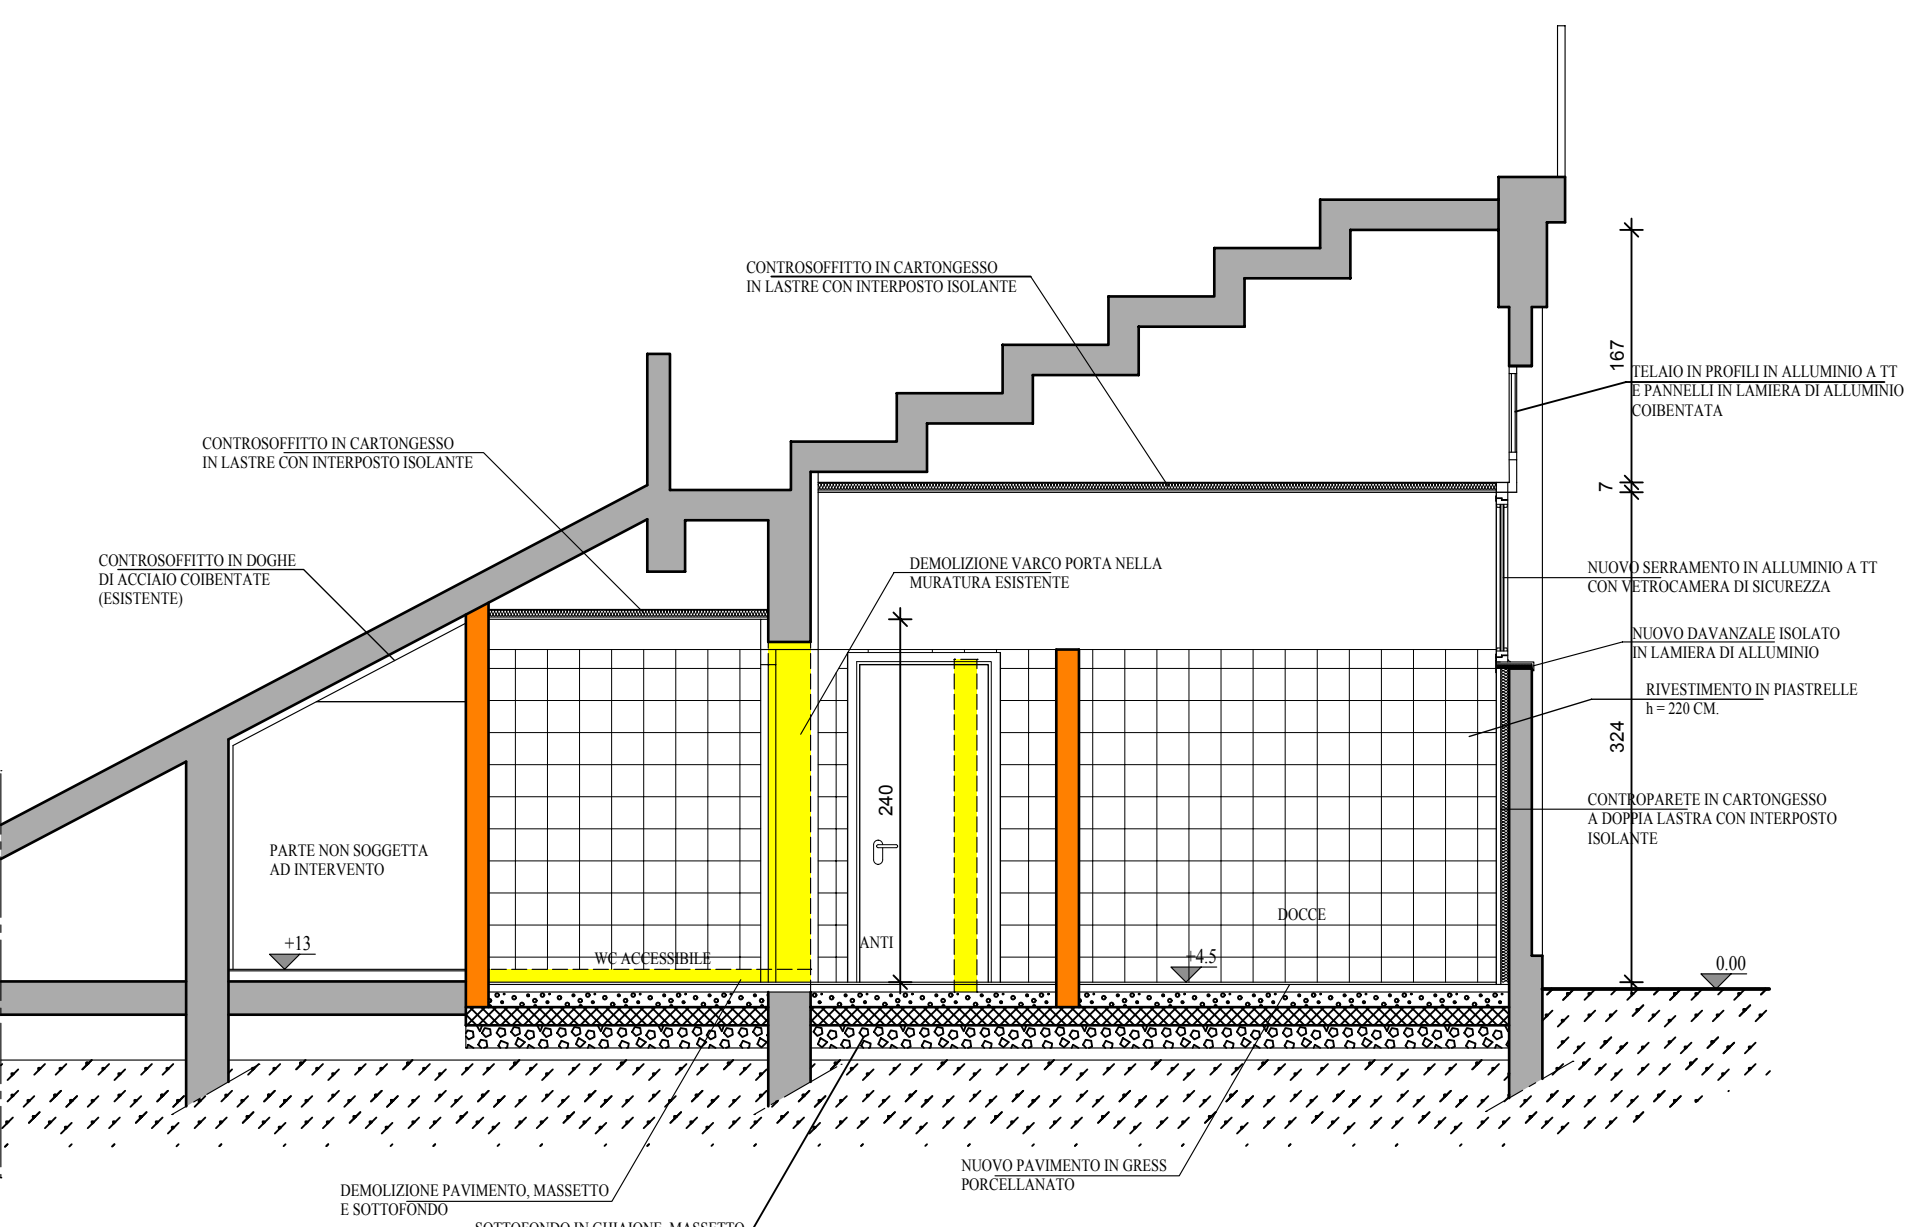 CONTROSOFFITTO IN CARTONGESSO
IN LASTRE CON INTERPOSTO ISOLANTE
167
TELAIO IN PROFILI IN ALLUMINIO A TT
E PANNELLI IN LAMIERA DI ALLUMINIO
COIBENTATA
CONTROSOFFITTO IN CARTONGESSO
IN LASTRE CON INTERPOSTO ISOLANTE
7
CONTROSOFFITTO IN DOGHE
DI ACCIAIO COIBENTATE
(ESISTENTE)
DEMOLIZIONE VARCO PORTA NELLA
MURATURA ESISTENTE
NUOVO SERRAMENTO IN ALLUMINIO A TT
CON VETROCAMERA DI SICUREZZA
NUOVO DAVANZALE ISOLATO
IN LAMIERA DI ALLUMINIO
RIVESTIMENTO IN PIASTRELLE
h = 220 CM.
324
240
CONTROPARETE IN CARTONGESSO
A DOPPIA LASTRA CON INTERPOSTO
ISOLANTE
PARTE NON SOGGETTA
AD INTERVENTO
DOCCE
+13
WC ACCESSIBILE
ANTI
+4.5
0.00
NUOVO PAVIMENTO IN GRESS
PORCELLANATO
DEMOLIZIONE PAVIMENTO, MASSETTO
E SOTTOFONDO
SOTTOFONDO IN GHIAIONE, MASSETTO